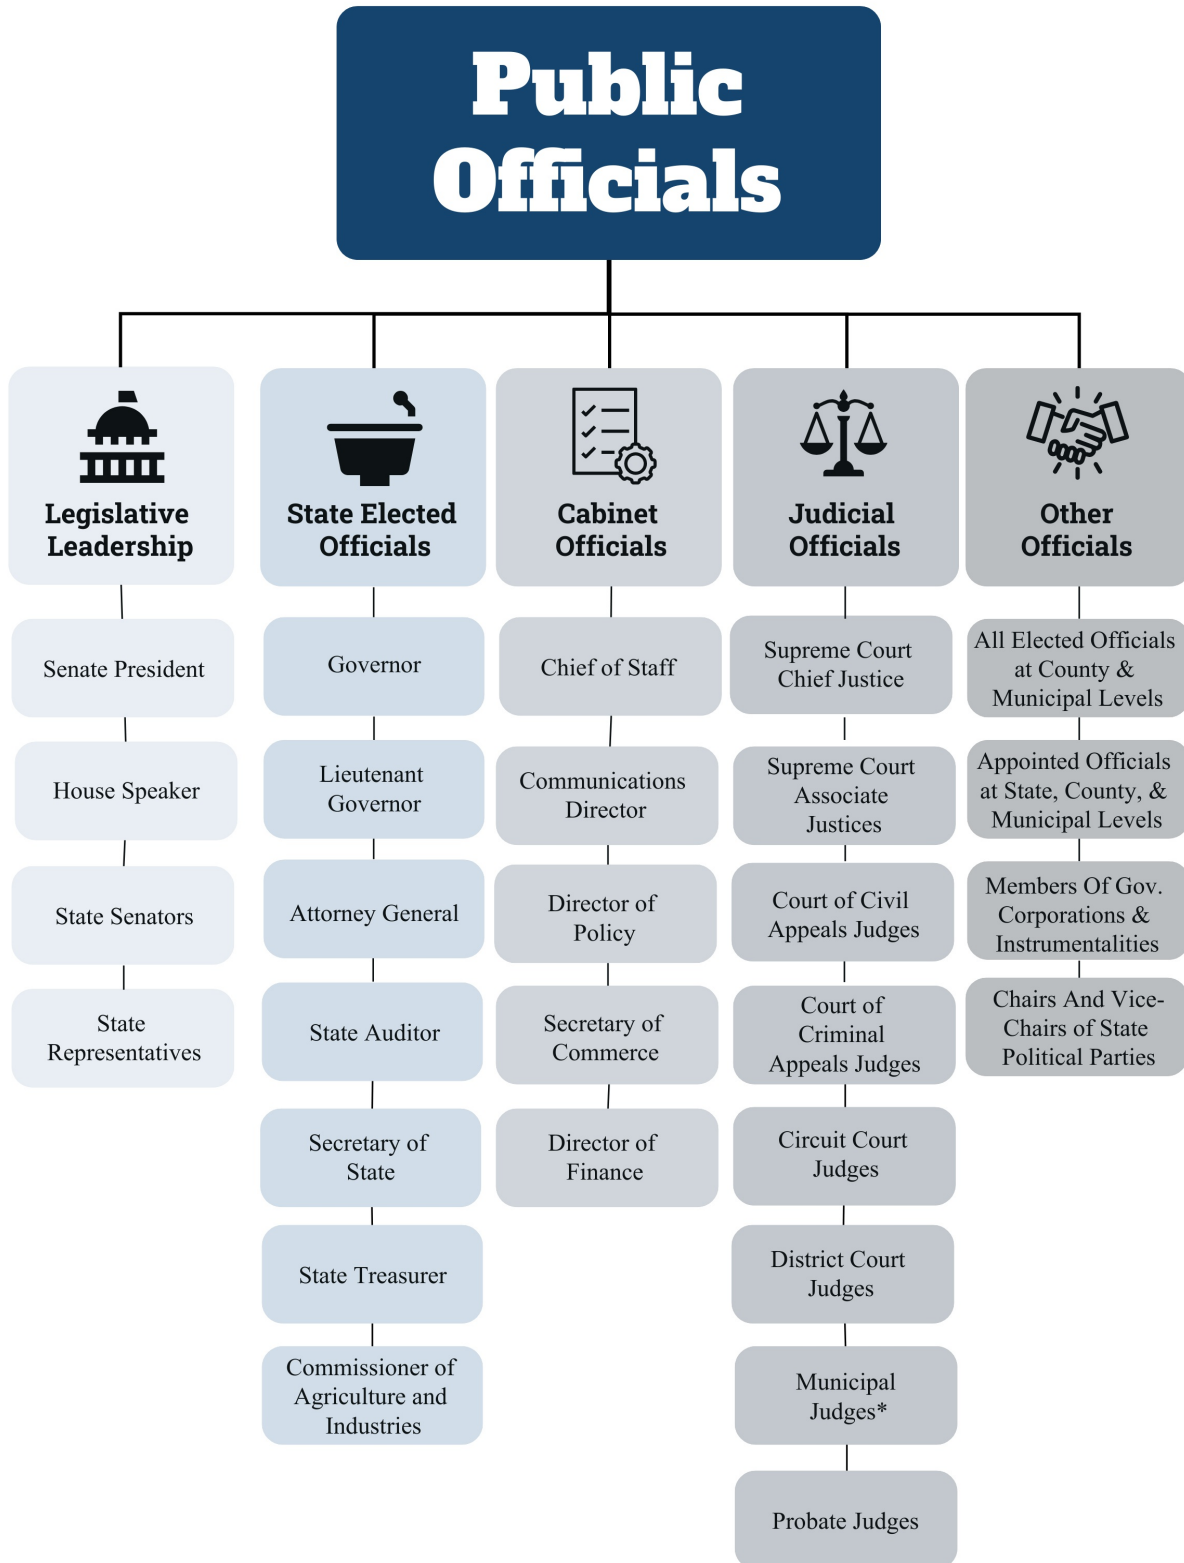 Public
Officials
Legislative
Leadership
Senate President
House Speaker
State Senators
State
Representatives
State Elected
Officials
Governor
Lieutenant
Governor
Attorney General
State Auditor
Secretary of
State
State Treasurer
Commissioner of
Agriculture and
Industries
Cabinet
Officials
Chief of Staff
Communications
Director
Director of
Policy
Secretary of
Commerce
Director of
Finance
Judicial
Officials
Supreme Court
Chief Justice
Supreme Court
Associate
Justices
Court of Civil
Appeals Judges
Court of
Criminal
Appeals Judges
Circuit Court
Judges
District Court
Judges
Municipal
Judges*
Probate Judges
Other
Officials
All Elected Officials
at County &
Municipal Levels
Appointed Officials
at State, County, &
Municipal Levels
Members Of Gov.
Corporations &
Instrumentalities
Chairs And Vice-
Chairs of State
Political Parties